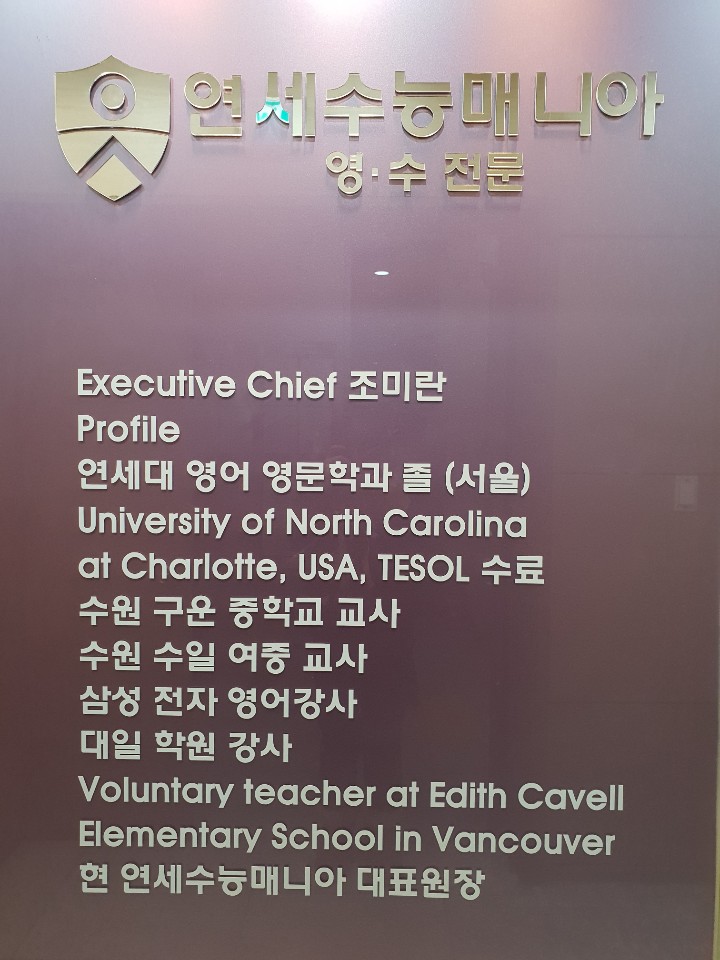 연세수능매니아
영·수 전문
Executive Chief 조미란
Profile
연세대 영어 영문학과 졸 (서울)
University of North Carolina
at Charlotte, USA, TESOL 수료
수원 구운 중학교 교사
수원 수일 여중 교사
삼성 전자 영어강사
대일 학원 강사
Voluntary teacher at Edith Cavell
Elementary School in Vancouver
현 연세수능매니아 대표원장